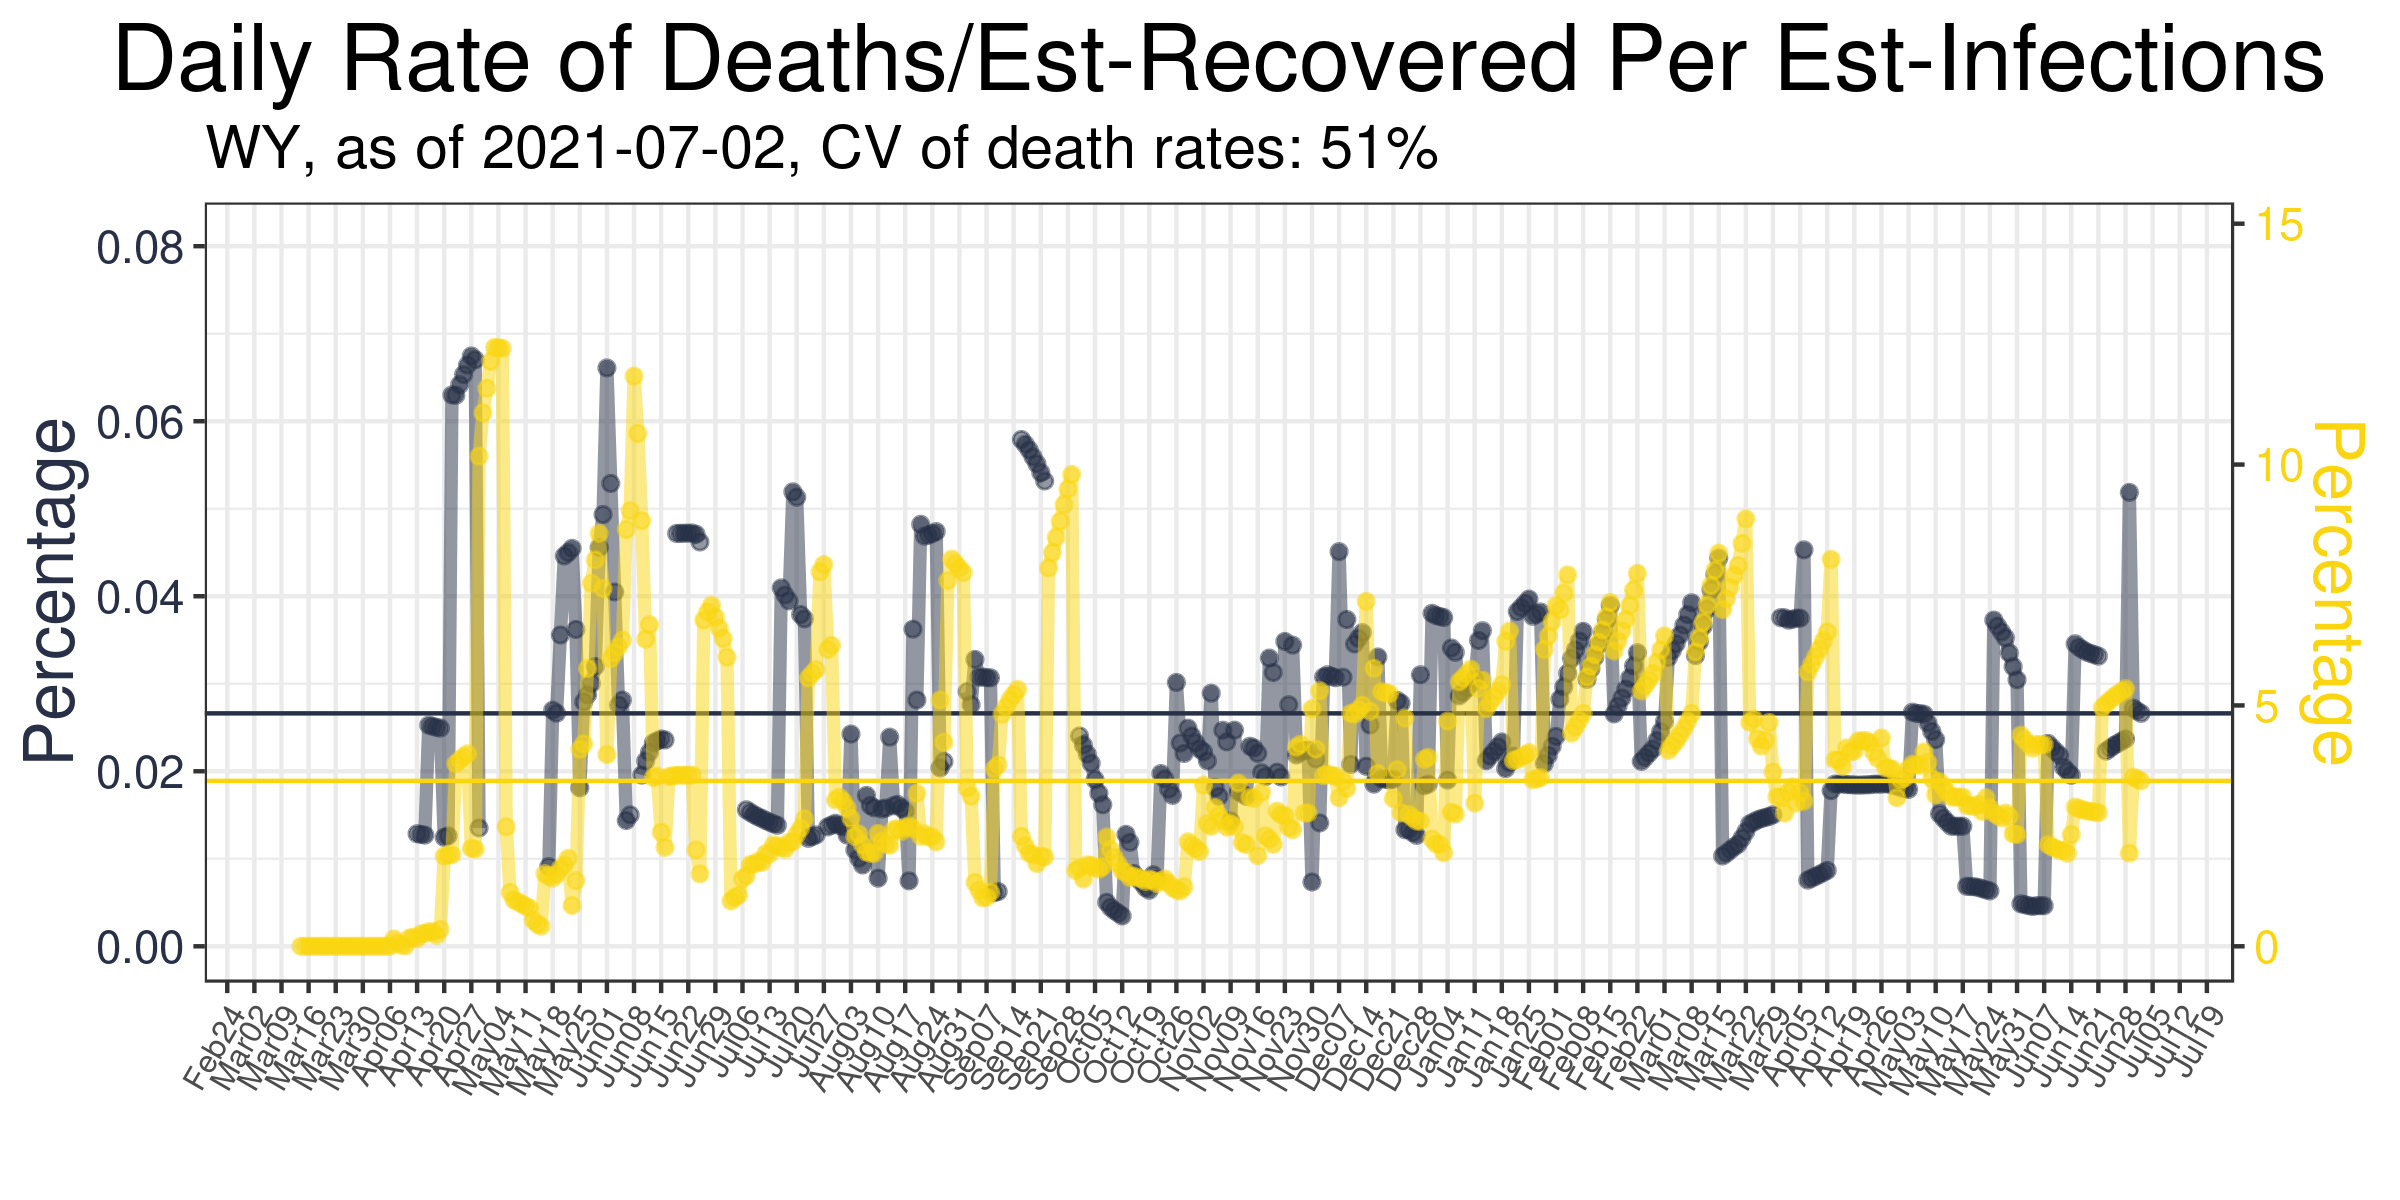 Daily Rate of Deaths/Est-Recovered Per Est-Infections
WY, as of 2021-07-02, CV of death rates: 51%
Percentage
0.08
0.06
0.04
0.02
0.00
15
10
5
0
Percentage
Feb24
Mar02
Mar09
Mar16
Mar23
Mar30
Apr06
Apr13
Apr20
Apr27
May04
May11
May18
May25
Jun01
Jun08
Jun15
Jun22
Jun29
Jul06
Jul13
Jul20
Jul27
Aug03
Aug10
Aug17
Aug24
Aug31
Sep07
Sep14
Sep21
Sep28
Oct05
Oct12
Oct19
Oct26
Nov02
Nov09
Nov16
Nov23
Nov30
Dec07
Dec14
Dec21
Dec28
Jan04
Jan11
Jan18
Jan25
Feb01
Feb08
Feb15
Feb22
Mar01
Mar08
Mar15
Mar22
Mar29
Apr05
Apr12
Apr19
Apr26
May03
May10
May17
May24
May31
Jun07
Jun14
Jun21
Jun28
Jul05
Jul12
Jul19